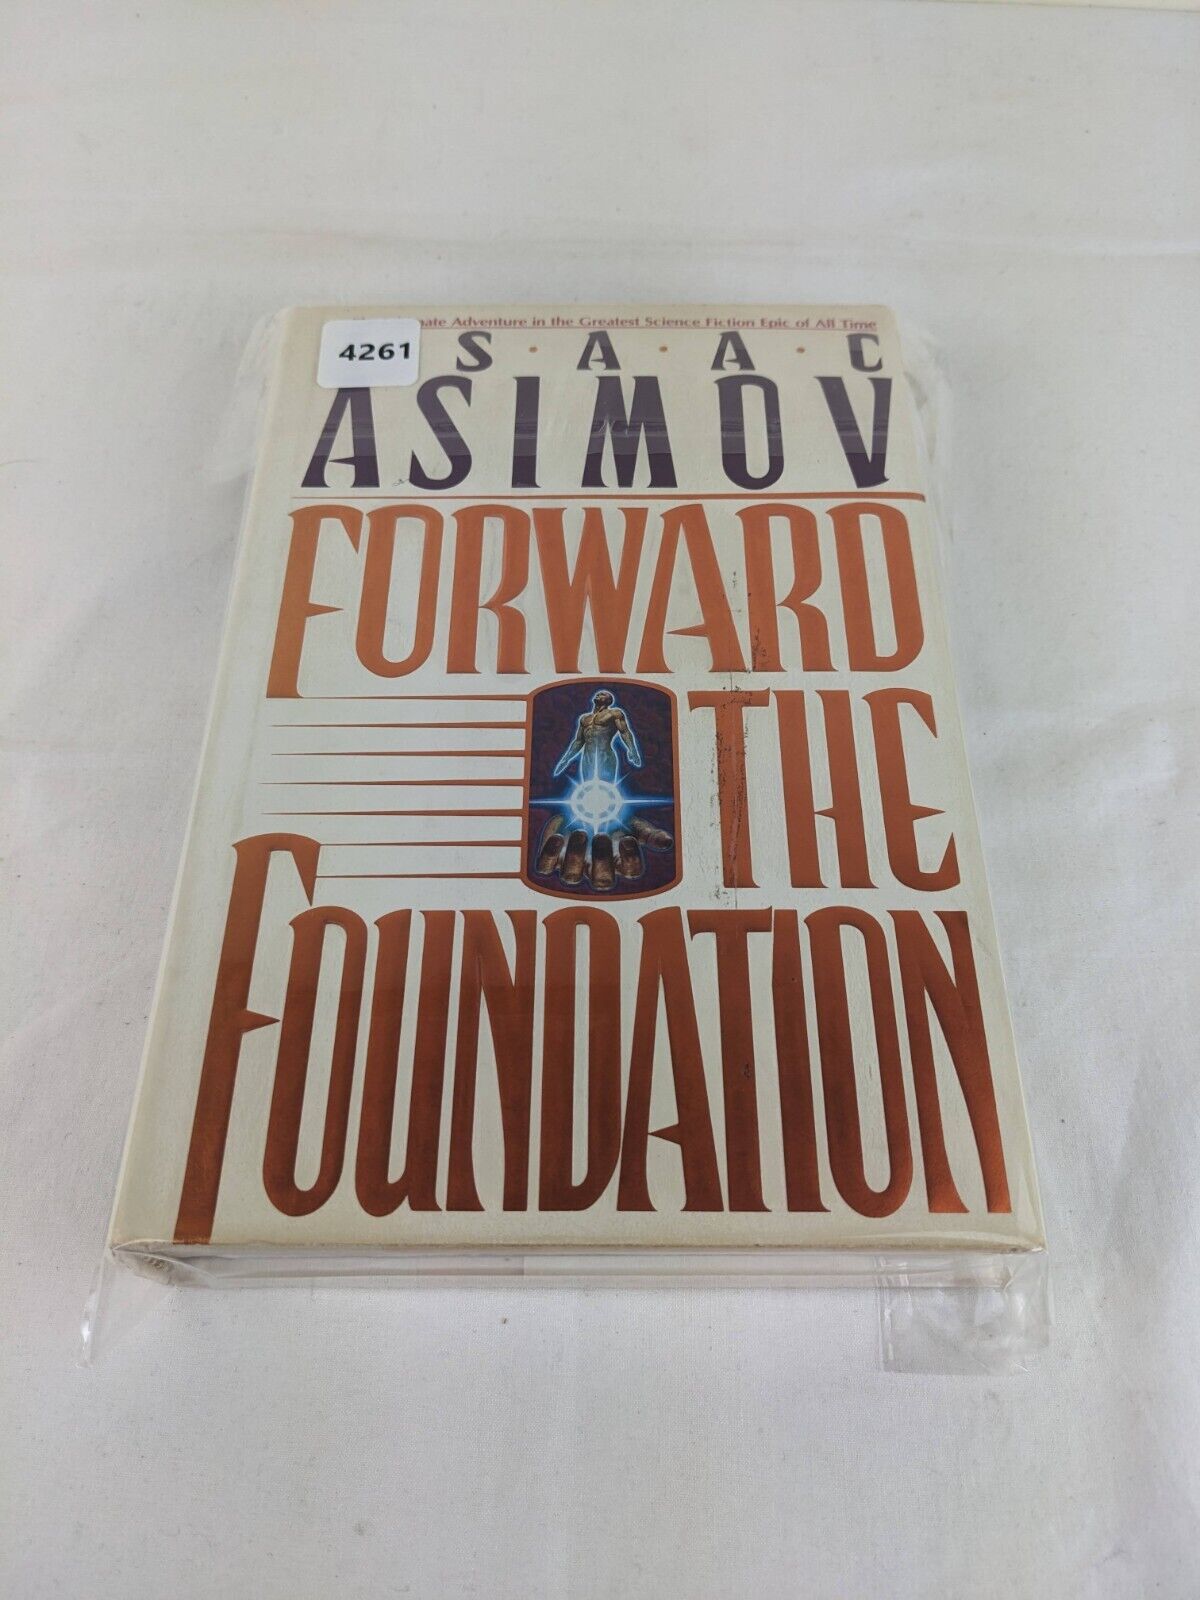 Adventure in the Greatest Science Fiction Epic of All Time
4261
S·A·A·C
ASIMOV
FORWARD
THE
FOUNDATION